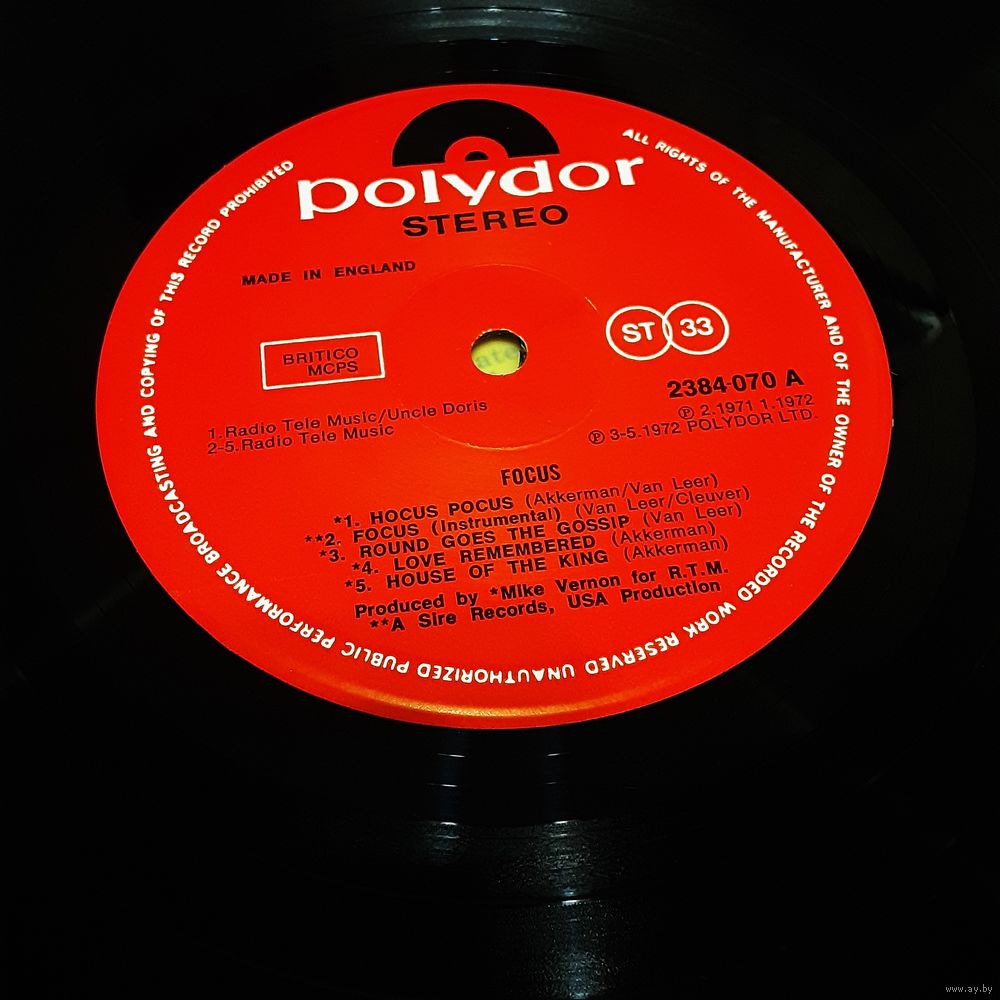 polydor
STEREO
MADE IN ENGLAND
BRITICO
MCPS
ST 33
2384-070 A
℗ 2.1971 1.1972
℗ 3-5.1972 POLYDOR LTD.
1.Radio Tele Music/Uncle Doris
2-5.Radio Tele Music
FOCUS
*1. HOCUS POCUS (Akkerman/Van Leer)
**2. FOCUS (Instrumental) (Van Leer/Cleuver)
*3. ROUND GOES THE GOSSIP (Van Leer)
*4. LOVE REMEMBERED (Akkerman)
*5. HOUSE OF THE KING (Akkerman)
Produced by *Mike Vernon for R.T.M.
**A Sire Records, USA Production
ALL RIGHTS OF THE MANUFACTURER AND OF THE OWNER OF THE RECORDED WORK RESERVED UNAUTHORIZED PUBLIC PERFORMANCE BROADCASTING AND COPYING OF THIS RECORD PROHIBITED
ate
www.ay.by